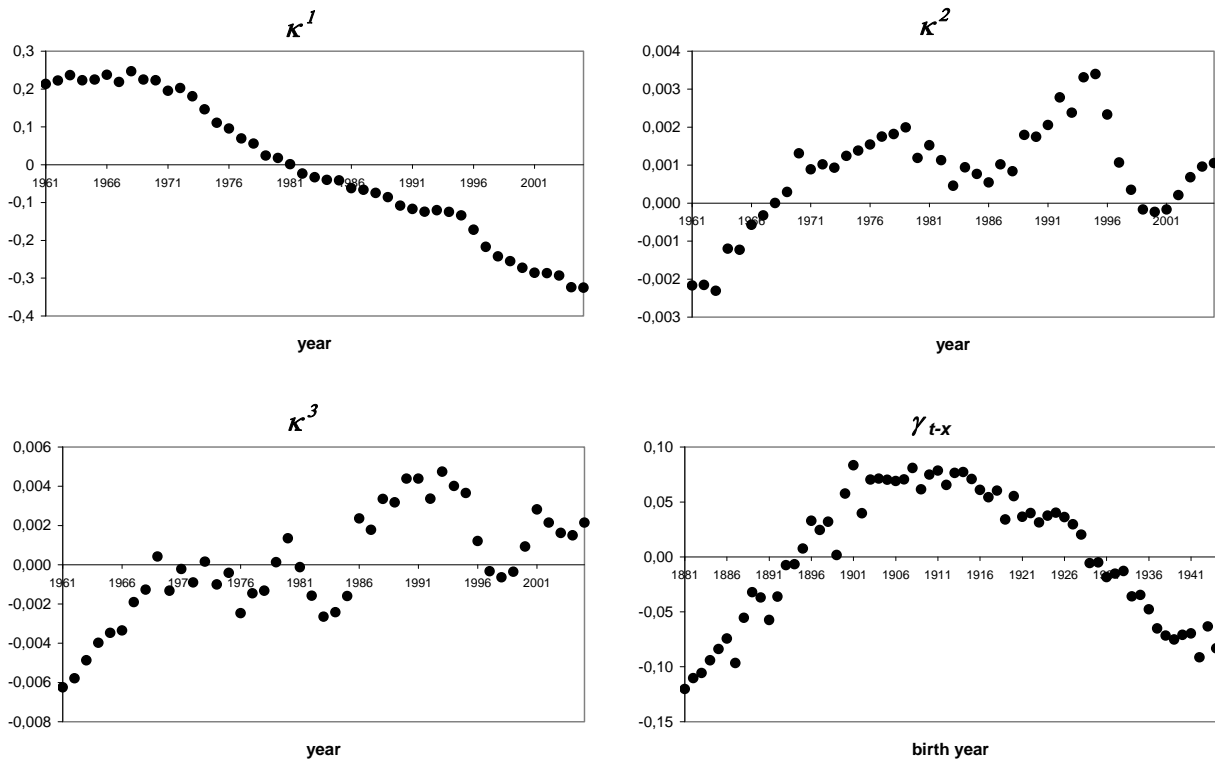 κ¹
0,3
0,2
0,1
0
-0,1
-0,2
-0,3
-0,4
1961 1966 1971 1976 1981 1986 1991 1996 2001
year
κ²
0,004
0,003
0,002
0,001
0,000
-0,001
-0,002
-0,003
1961 1966 1971 1976 1981 1986 1991 1996 2001
year
κ³
0,006
0,004
0,002
0,000
-0,002
-0,004
-0,006
-0,008
1961 1966 1971 1976 1981 1986 1991 1996 2001
year
γ t-x
0,10
0,05
0,00
-0,05
-0,10
-0,15
1881 1886 1891 1896 1901 1906 1911 1916 1921 1926 1931 1936 1941
birth year